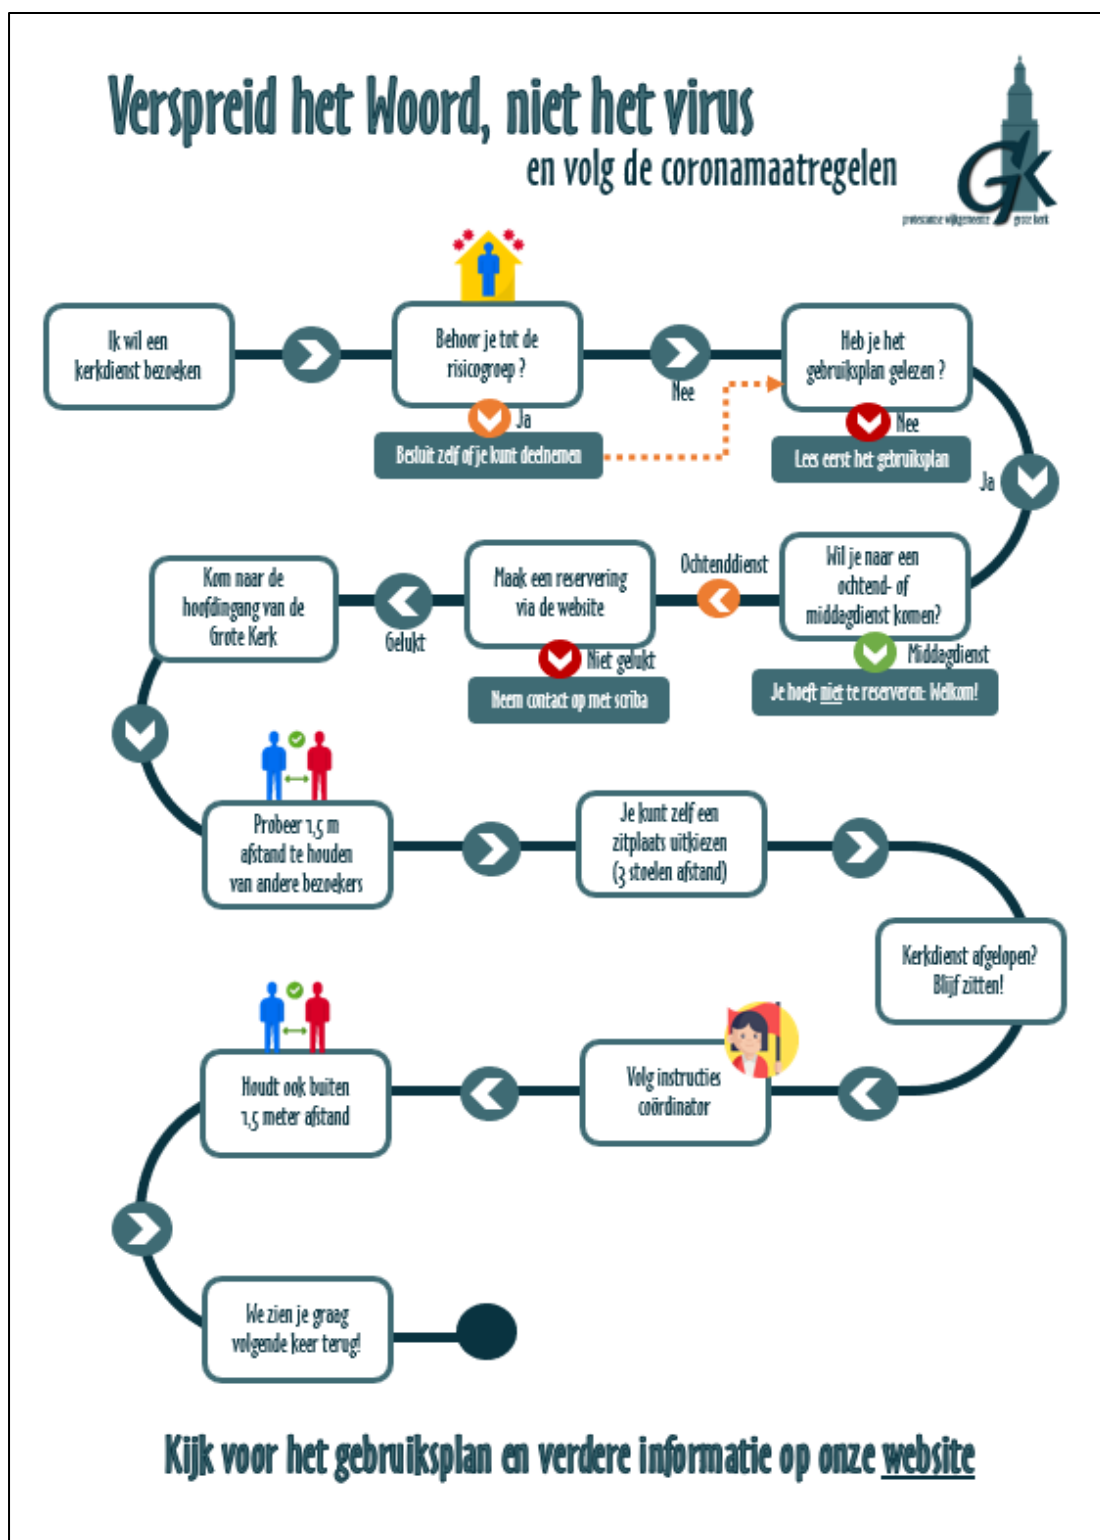 Verspreid het Woord, niet het virus
en volg de coronamaatregelen
GK
protestantse wijkgemeente grote kerk
Ik wil een
kerkdienst bezoeken
Behoor je tot de
risicogroep ?
Nee
Heb je het
gebruiksplan gelezen ?
Ja
Besluit zelf of je kunt deelnemen
Nee
Lees eerst het gebruiksplan
Ja
Wil je naar een
ochtend- of
middagdienst komen?
Ochtenddienst
Maak een reservering
via de website
Gelukt
Kom naar de
hoofdingang van de
Grote Kerk
Niet gelukt
Neem contact op met scriba
Middagdienst
Je hoeft niet te reserveren: Welkom!
Probeer 1,5 m
afstand te houden
van andere bezoekers
Je kunt zelf een
zitplaats uitkiezen
(3 stoelen afstand)
Kerkdienst afgelopen?
Blijf zitten!
Volg instructies
coördinator
Houdt ook buiten
1,5 meter afstand
We zien je graag
volgende keer terug!
Kijk voor het gebruiksplan en verdere informatie op onze website